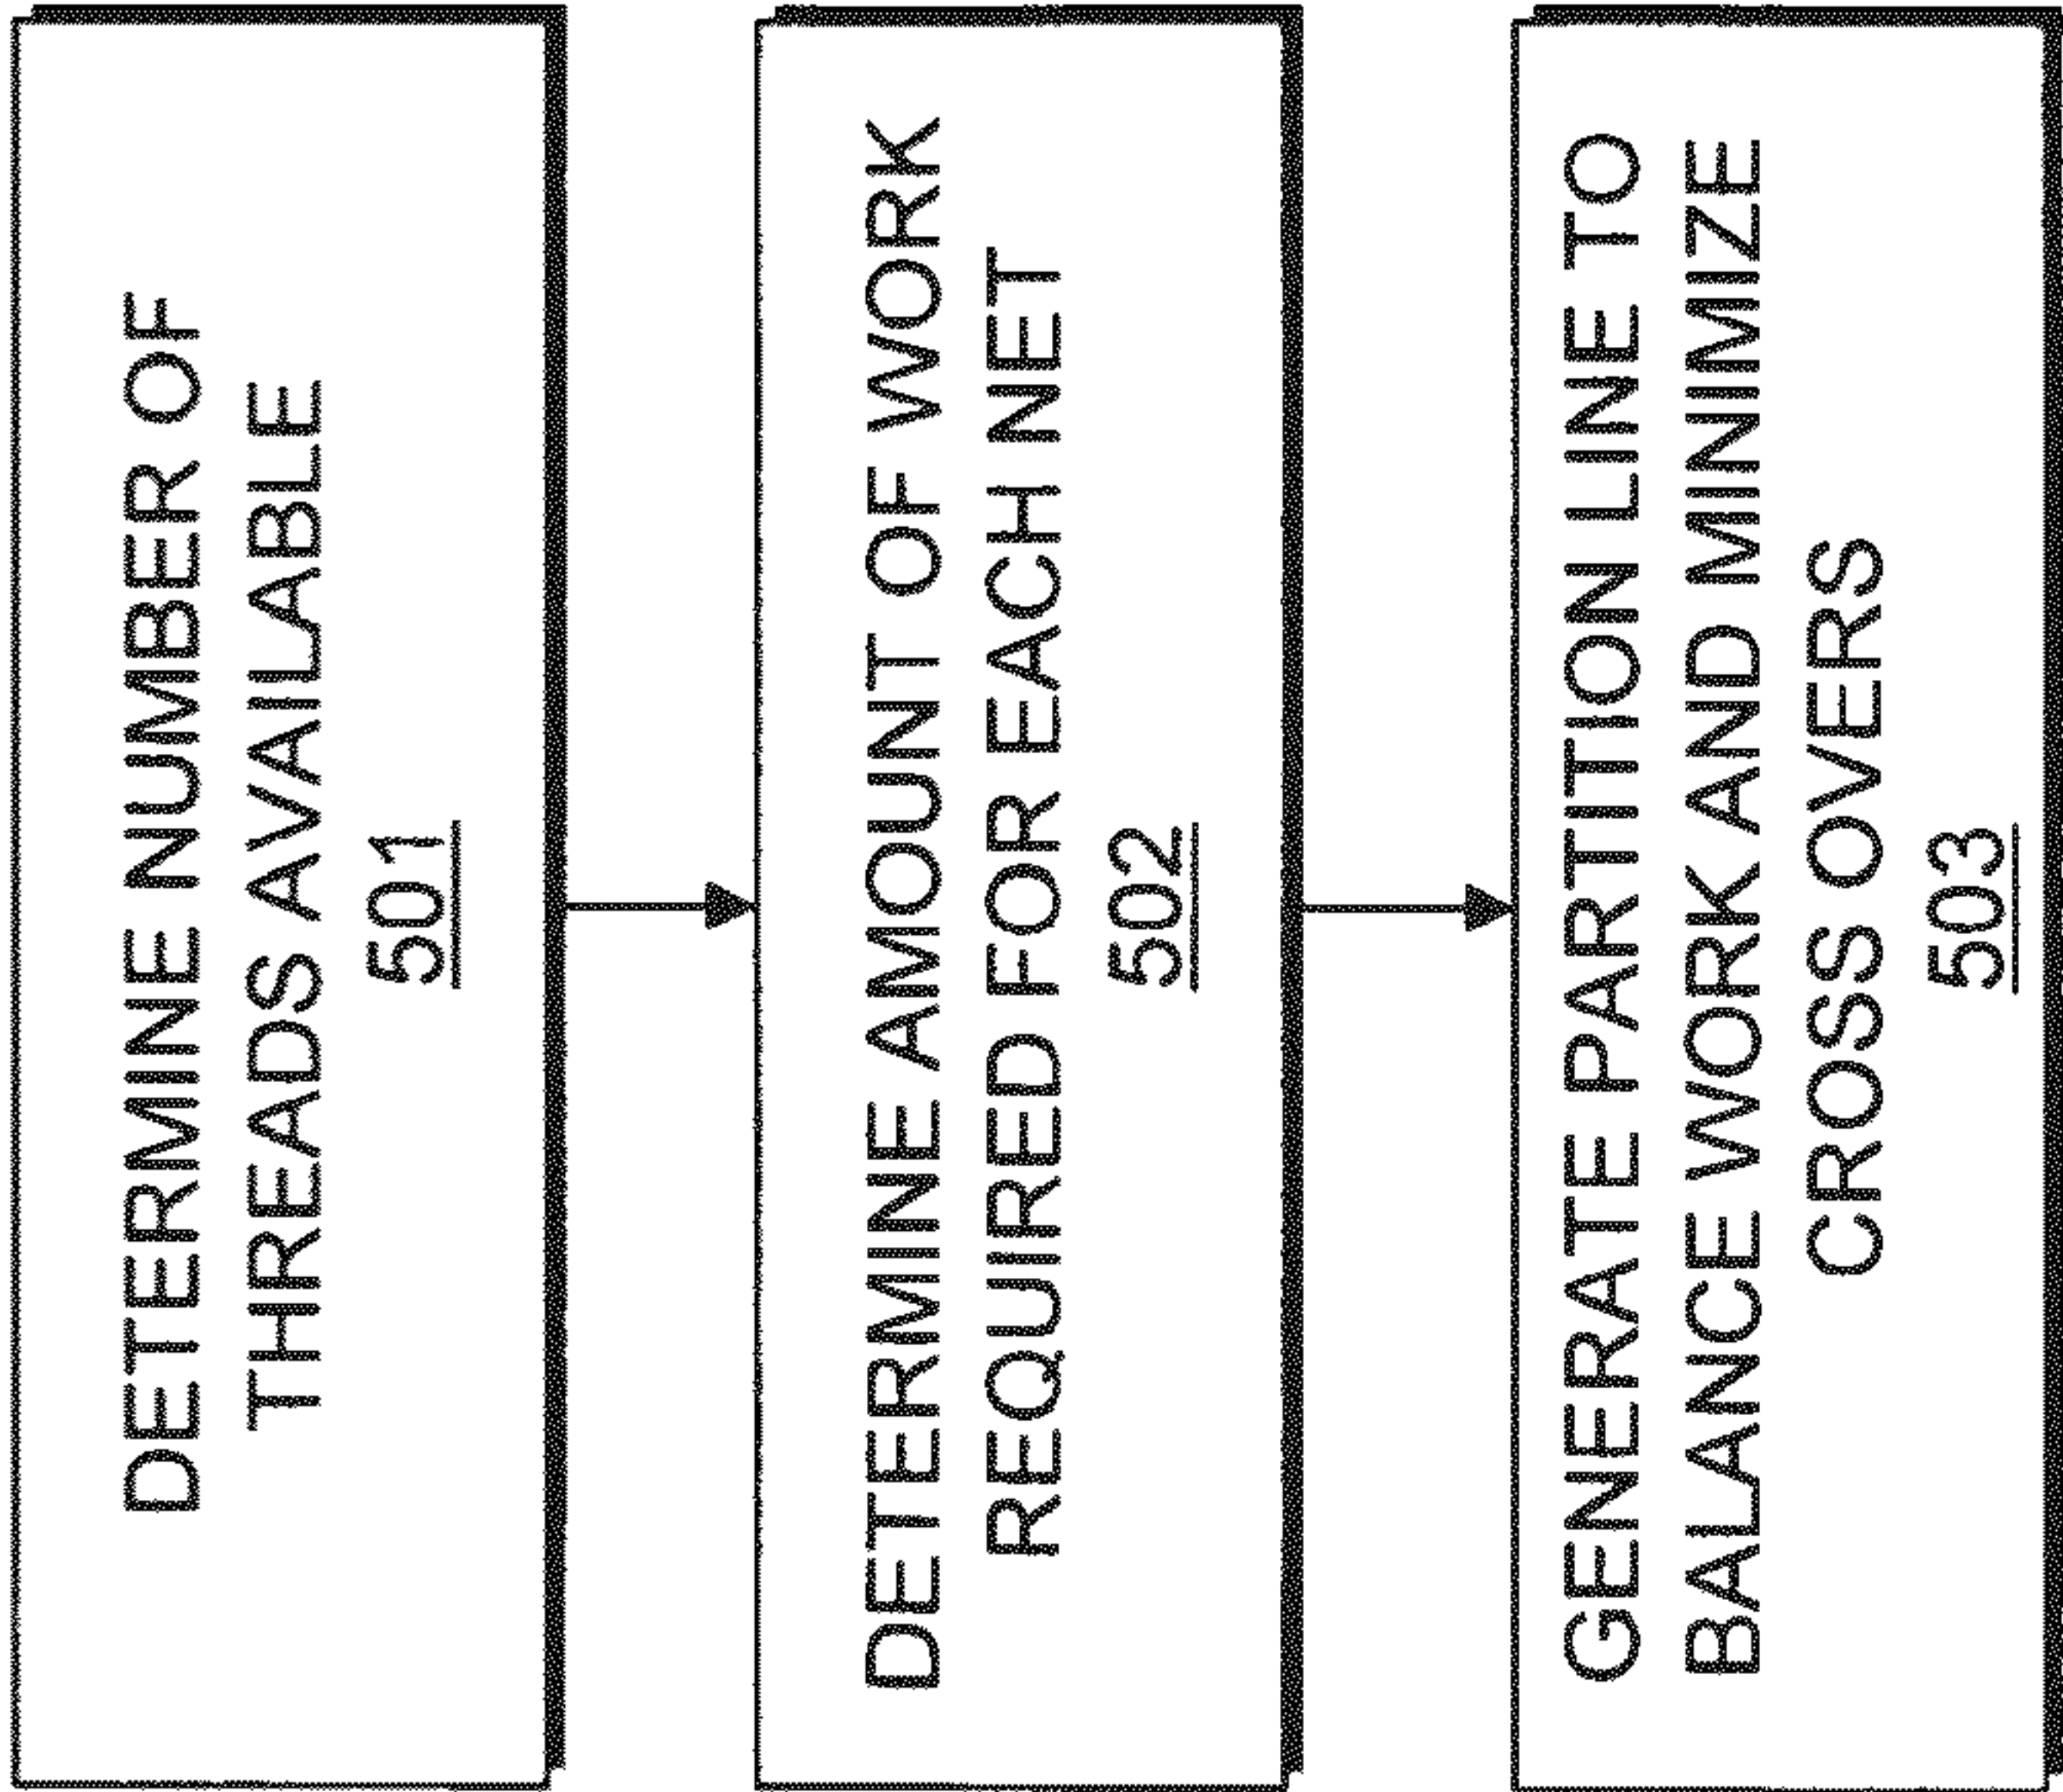 DETERMINE NUMBER OF
THREADS AVAILABLE
501
DETERMINE AMOUNT OF WORK
REQUIRED FOR EACH NET
502
GENERATE PARTITION LINE TO
BALANCE WORK AND MINIMIZE
CROSS OVERS
503